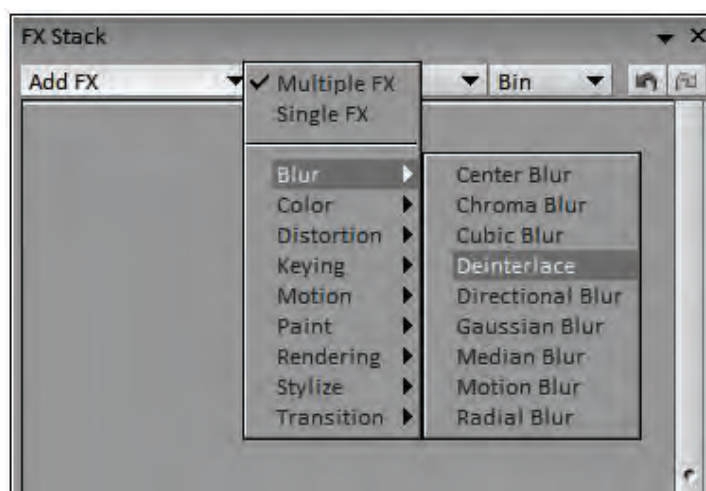 FX Stack
Add FX
Bin
Multiple FX
Single FX
Blur
Color
Distortion
Keying
Motion
Paint
Rendering
Stylize
Transition
Center Blur
Chroma Blur
Cubic Blur
Deinterlace
Directional Blur
Gaussian Blur
Median Blur
Motion Blur
Radial Blur